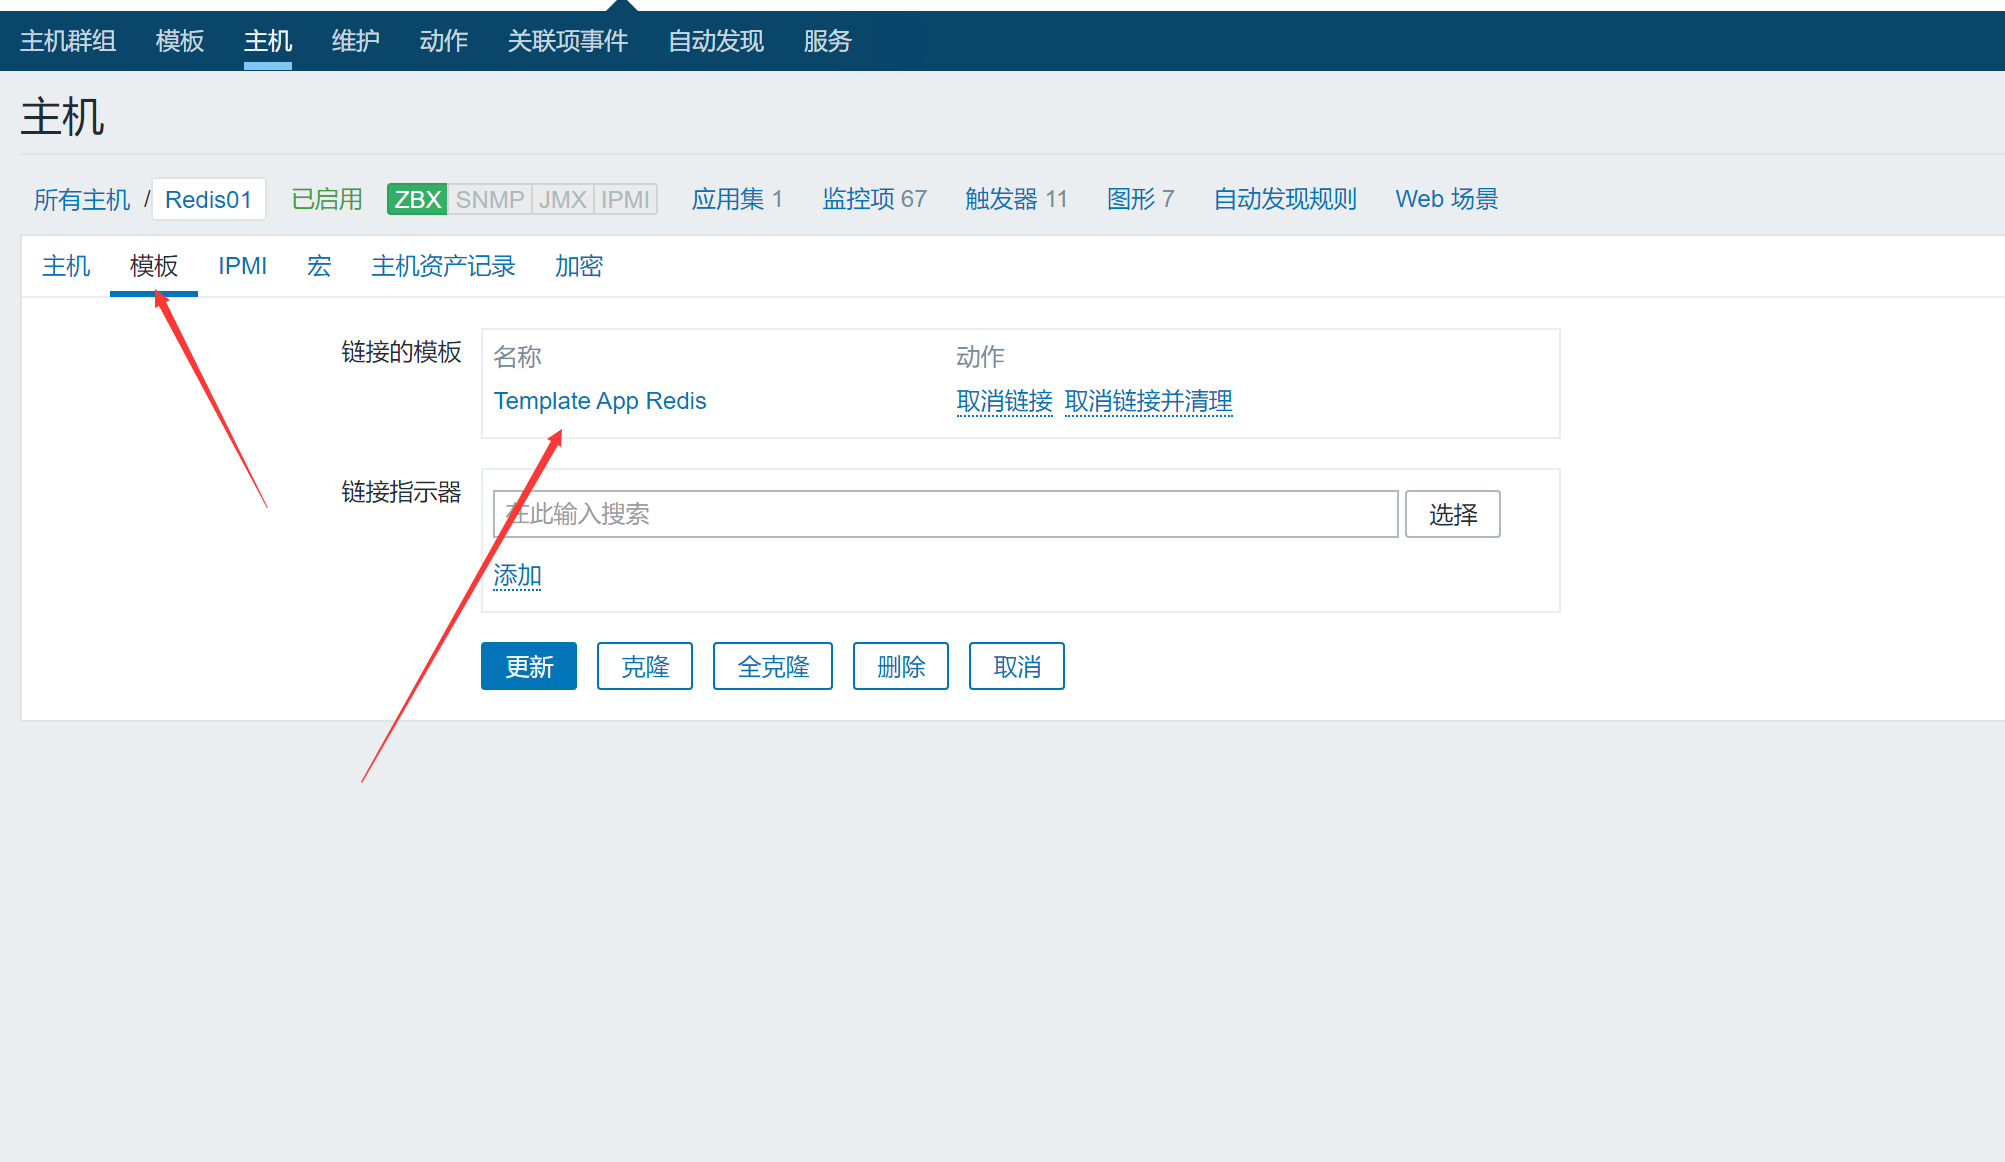 主机群组 模板 主机 维护 动作 关联项事件 自动发现 服务
主机
所有主机 / Redis01 已启用 ZBX SNMP JMX IPMI 应用集 1 监控项 67 触发器 11 图形 7 自动发现规则 Web 场景
主机 模板 IPMI 宏 主机资产记录 加密
链接的模板 名称 动作
Template App Redis 取消链接 取消链接并清理
链接指示器
在此输入搜索 选择
添加
更新 克隆 全克隆 删除 取消